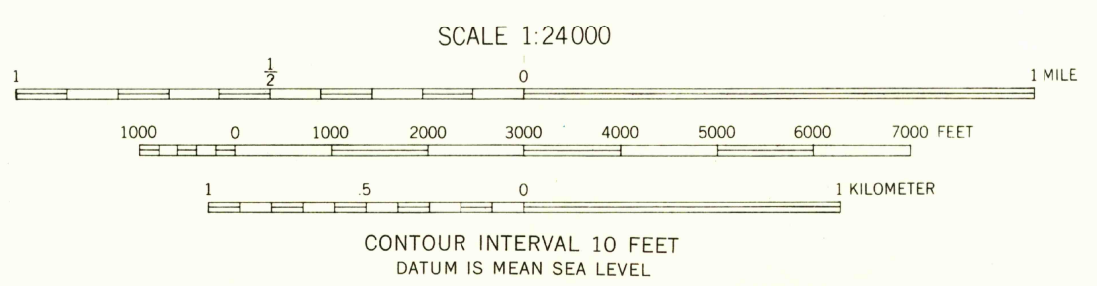 SCALE 1:24000
1 1/2 0 1 MILE
1000 0 1000 2000 3000 4000 5000 6000 7000 FEET
1 .5 0 1 KILOMETER
CONTOUR INTERVAL 10 FEET
DATUM IS MEAN SEA LEVEL